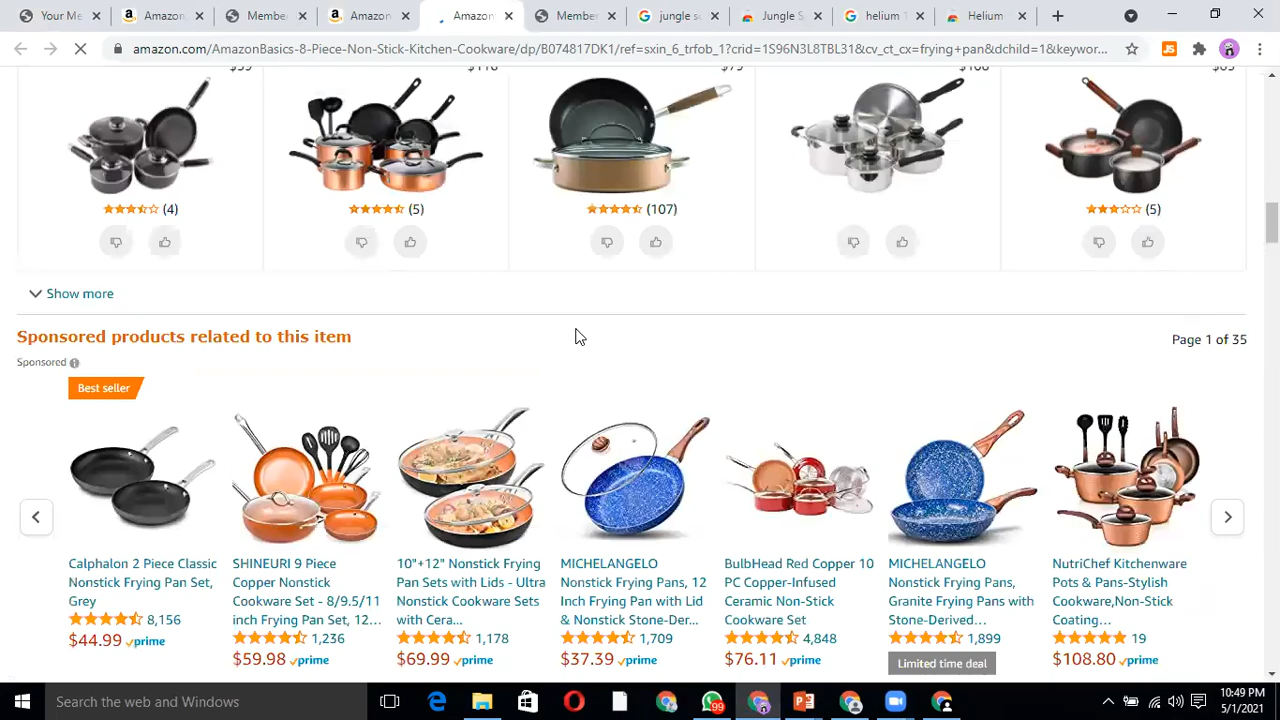 Your Me
Amazon
Member
Amazon
Amazon
Member
jungle s
Jungle S
helium 1
Helium
amazon.com/AmazonBasics-8-Piece-Non-Stick-Kitchen-Cookware/dp/B074817DK1/ref=sxin_6_trfob_1?crid=1S96N3L8TBL31&cv_ct_cx=frying+pan&dchild=1&keywor...
JS
(4) (5) (107) (5)
Show more
Sponsored products related to this item
Page 1 of 35
Sponsored
Best seller
Calphalon 2 Piece Classic
Nonstick Frying Pan Set,
Grey
8,156
$44.99 prime
SHINEURI 9 Piece
Copper Nonstick
Cookware Set - 8/9.5/11
inch Frying Pan Set, 12...
1,236
$59.98 prime
10"+12" Nonstick Frying
Pan Sets with Lids - Ultra
Nonstick Cookware Sets
with Cera...
1,178
$69.99 prime
MICHELANGELO
Nonstick Frying Pans, 12
Inch Frying Pan with Lid
& Nonstick Stone-Der...
1,709
$37.39 prime
BulbHead Red Copper 10
PC Copper-Infused
Ceramic Non-Stick
Cookware Set
4,848
$76.11 prime
MICHELANGELO
Nonstick Frying Pans,
Granite Frying Pans with
Stone-Derived...
1,899
Limited time deal
NutriChef Kitchenware
Pots & Pans-Stylish
Cookware,Non-Stick
Coating...
19
$108.80 prime
Search the web and Windows
99
10:49 PM
5/1/2021